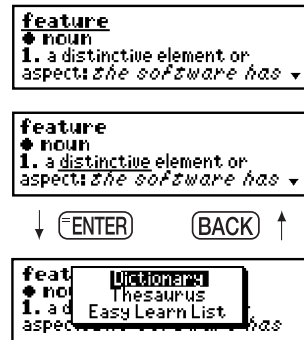 feature
◆ noun
1. a distinctive element or
aspect: the software has
feature
◆ noun
1. a distinctive element or
aspect: the software has
ENTER BACK
feat
◆ no
1. a d
aspec has
Dictionary
Thesaurus
Easy Learn List